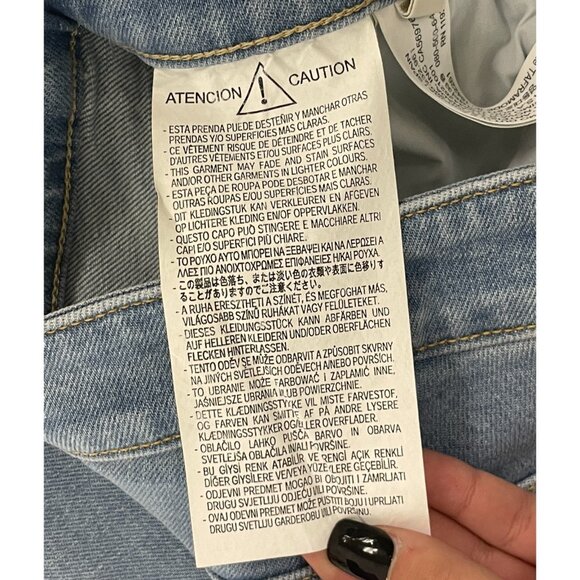 ATENCION ! CAUTION
- ESTA PRENDA PUEDE DESTEÑIR Y MANCHAR OTRAS
PRENDAS Y/O SUPERFICIES MAS CLARAS.
- CE VÊTEMENT RISQUE DE DÉTEINDRE ET DE TACHER
D'AUTRES VÊTEMENTS ET/OU SURFACES PLUS CLAIRS.
- THIS GARMENT MAY FADE AND STAIN SURFACES
AND/OR OTHER GARMENTS IN LIGHTER COLOURS.
- ESTA PEÇA DE ROUPA PODE DESBOTAR E MANCHAR
OUTRAS ROUPAS E/OU SUPERFÍCIES MAIS CLARAS.
- DIT KLEDINGSTUK KAN VERKLEUREN EN AFGEVEN
OP LICHTERE KLEDING EN/OF OPPERVLAKKEN.
- QUESTO CAPO PUÒ STINGERE E MACCHIARE ALTRI
CAPI E/O SUPERFICI PIÙ CHIARE.
- ΤΟ ΡΟΥΧΟ ΑΥΤΟ ΜΠΟΡΕΙ ΝΑ ΞΕΒΑΨΕΙ ΚΑΙ ΝΑ ΛΕΡΩΣΕΙ Α
ΛΛΕΣ ΠΙΟ ΑΝΟΙΧΤΟΧΡΩΜΕΣ ΕΠΙΦΑΝΕΙΕΣ Η/ΚΑΙ ΡΟΥΧΑ.
- この製品は色落ち、または淡い色の衣類や表面に色移りす
ることがありますのでご注意ください。
- A RUHA ERESZTHETI A SZÍNÉT, ÉS MEGFOGHAT MÁS,
VILÁGOSABB SZÍNŰ RUHÁKAT VAGY FELÜLETEKET.
- DIESES KLEIDUNGSSTÜCK KANN ABFÄRBEN UND
AUF HELLEREN KLEIDUNGEN UND/ODER OBERFLÄCHEN
FLECKEN HINTERLASSEN.
- TENTO ODĚV SE MŮŽE ODBARVIT A ZPŮSOBIT SKVRNY
NA JINÝCH SVĚTLEJŠÍCH ODĚVECH A/NEBO POVRŠÍCH.
- TO UBRANIE MOŻE FARBOWAĆ I ZAPLAMIĆ INNE,
JAŚNIEJSZE UBRANIA I/LUB POWIERZCHNIE.
- DETTE KLÆDNINGSSTYKKE VIL MISTE FARVESTOF,
OG FARVEN KAN SMITTE AF PÅ ANDRE LYSERE
KLÆDNINGSSTYKKER OG/ELLER OVERFLADER.
- OBLAČILO LAHKO PUŠČA BARVO IN OBARVA
SVETLEJŠA OBLAČILA IN/ALI POVRŠINE.
- BU GİYSİ RENK ATABİLİR VE RENGİ AÇIK RENKLİ
DİĞER GİYSİLERE VE/VEYA YÜZEYLERE GEÇEBİLİR.
- ODJEVNI PREDMET MOGAO BI OBOJITI I ZAMRLJATI
DRUGU SVJETLIJU ODJEĆU I/ILI POVRŠINE.
- OVAJ ODEVNI PREDMET MOŽE PUSTITI BOJU I UPRLJATI
DRUGU SVETLIJU GARDEROBU I/ILI POVRŠINE.